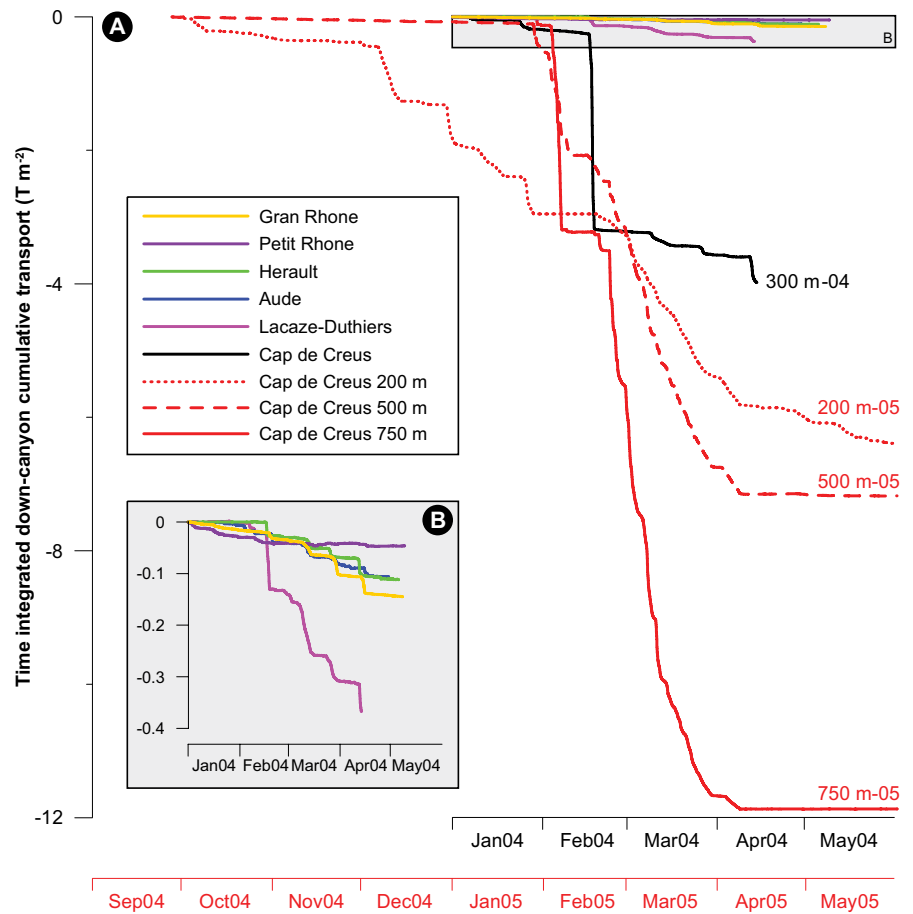 A
0
B
Time integrated down-canyon cumulative transport (T m⁻²)
Gran Rhone
Petit Rhone
Herault
Aude
Lacaze-Duthiers
Cap de Creus
Cap de Creus 200 m
Cap de Creus 500 m
Cap de Creus 750 m
-4
300 m-04
200 m-05
500 m-05
B
0
-0.1
-0.2
-0.3
-0.4
Jan04 Feb04 Mar04 Apr04 May04
-8
750 m-05
-12
Jan04 Feb04 Mar04 Apr04 May04
Sep04 Oct04 Nov04 Dec04 Jan05 Feb05 Mar05 Apr05 May05